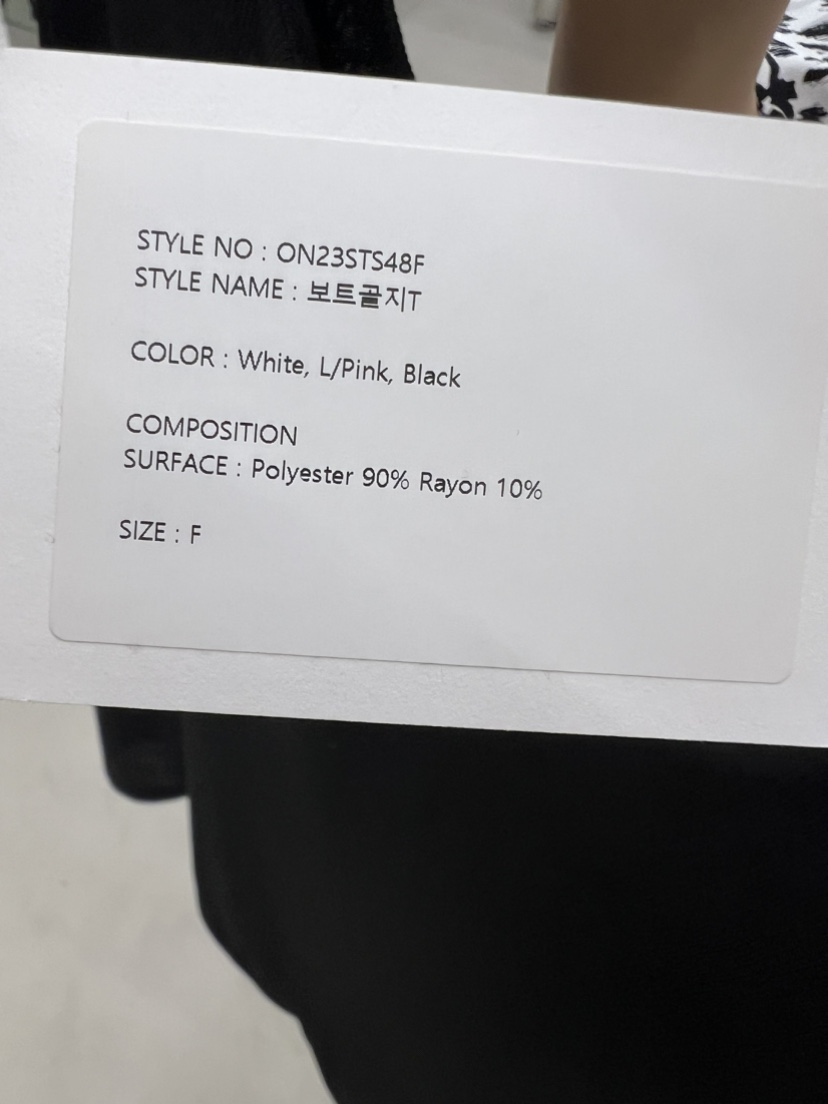 STYLE NO : ON23STS48F
STYLE NAME : 보트골지T
COLOR : White, L/Pink, Black
COMPOSITION
SURFACE : Polyester 90% Rayon 10%
SIZE : F